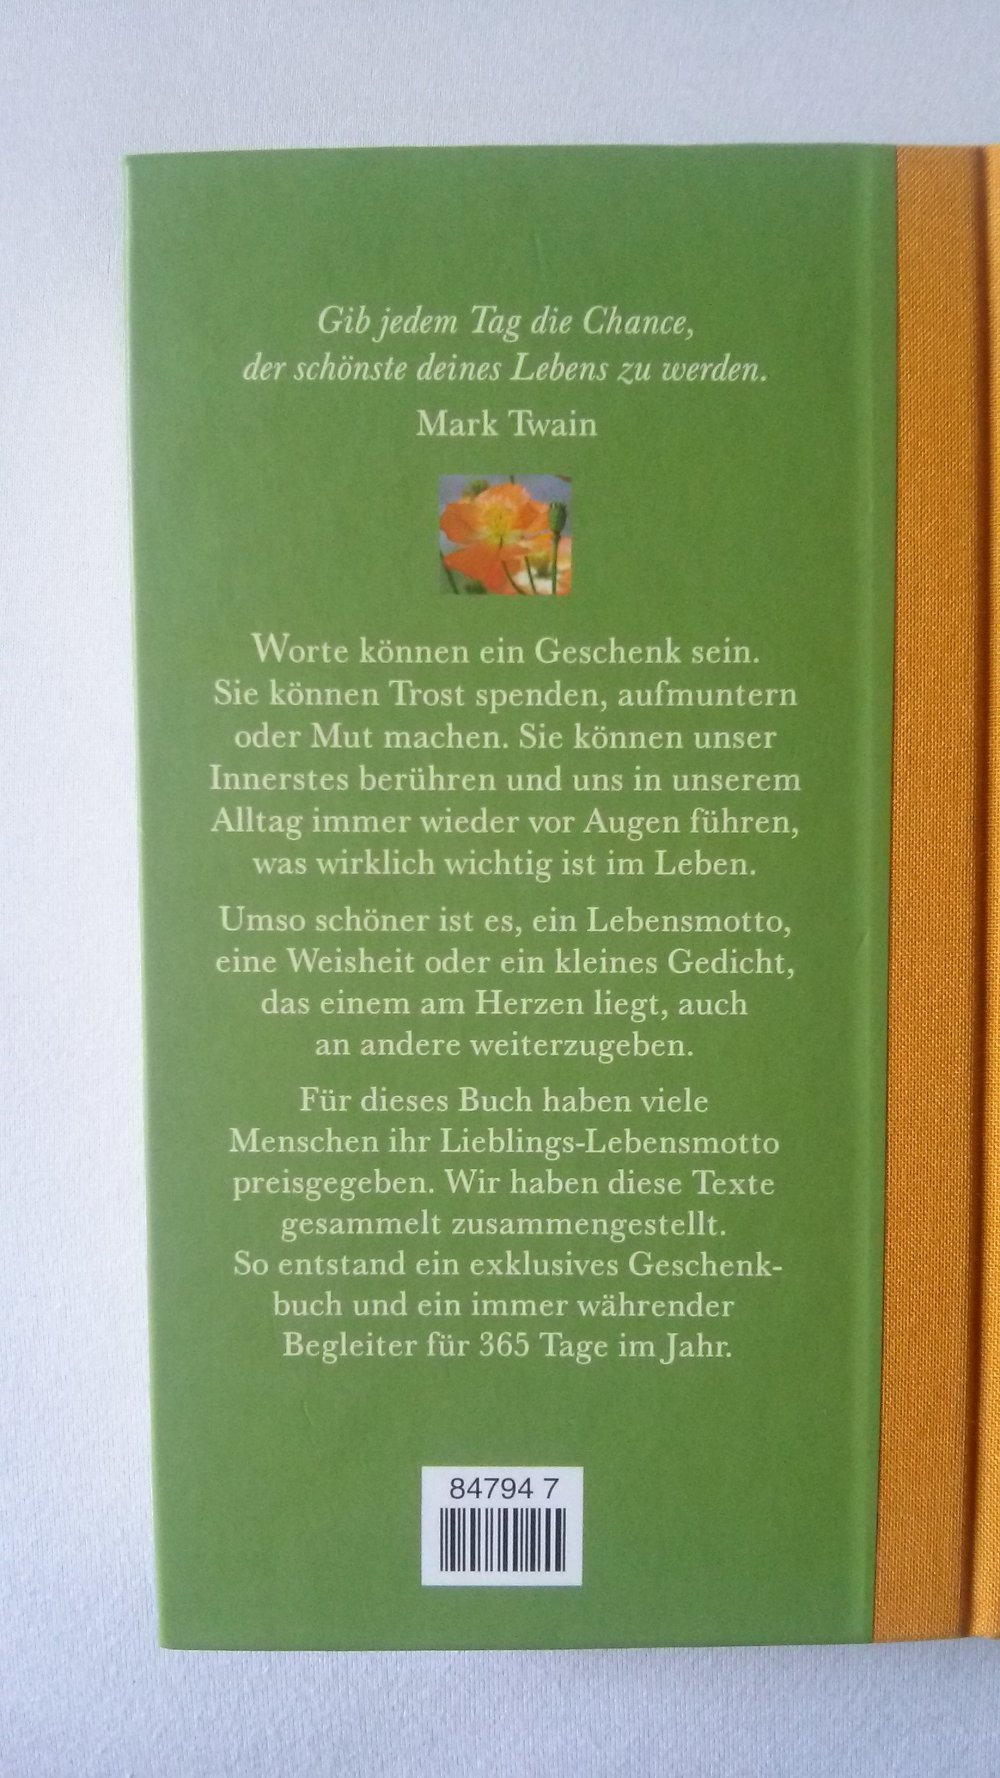 Gib jedem Tag die Chance,
der schönste deines Lebens zu werden.
Mark Twain
Worte können ein Geschenk sein.
Sie können Trost spenden, aufmuntern
oder Mut machen. Sie können unser
Innerstes berühren und uns in unserem
Alltag immer wieder vor Augen führen,
was wirklich wichtig ist im Leben.
Umso schöner ist es, ein Lebensmotto,
eine Weisheit oder ein kleines Gedicht,
das einem am Herzen liegt, auch
an andere weiterzugeben.
Für dieses Buch haben viele
Menschen ihr Lieblings-Lebensmotto
preisgegeben. Wir haben diese Texte
gesammelt zusammengestellt.
So entstand ein exklusives Geschenk-
buch und ein immer währender
Begleiter für 365 Tage im Jahr.
84794 7